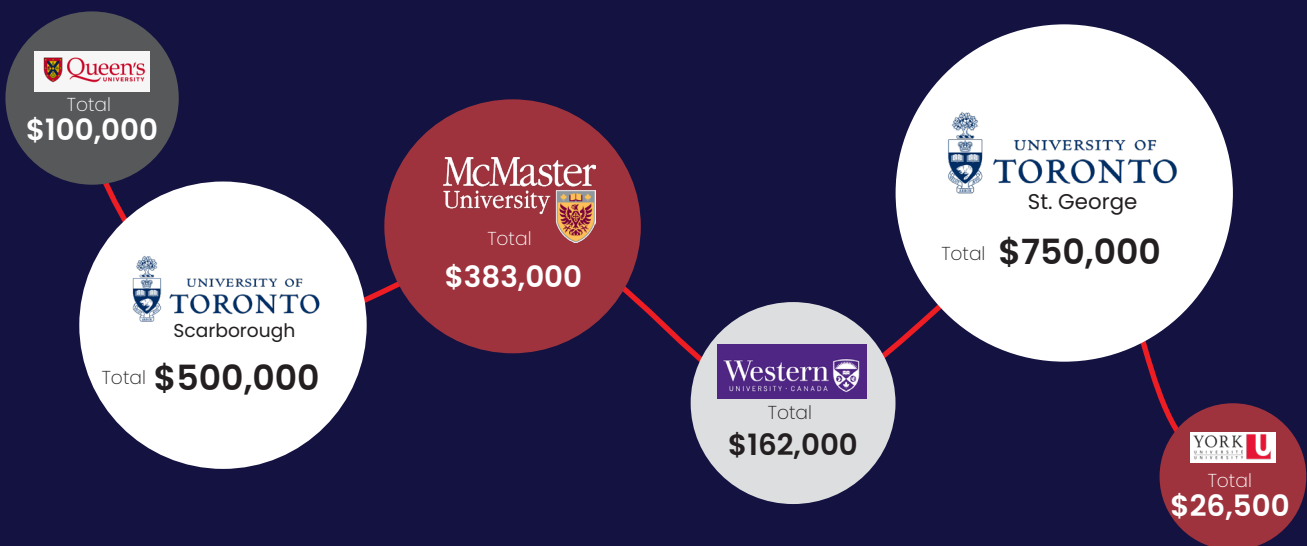 Queen's
UNIVERSITY
Total
$100,000
UNIVERSITY OF
TORONTO
Scarborough
Total $500,000
McMaster
University
Total
$383,000
Western
UNIVERSITY · CANADA
Total
$162,000
UNIVERSITY OF
TORONTO
St. George
Total $750,000
YORK U
UNIVERSITÉ
UNIVERSITY
Total
$26,500